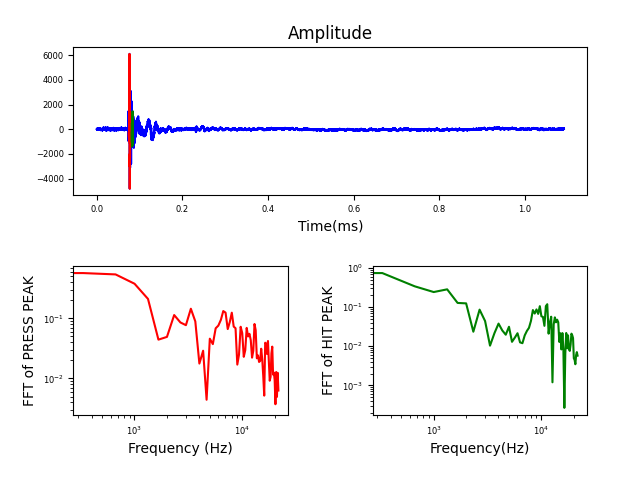 Amplitude
6000
4000
2000
0
−2000
−4000
0.0 0.2 0.4 0.6 0.8 1.0
Time(ms)
FFT of PRESS PEAK
10⁻¹
10⁻²
10³ 10⁴
Frequency (Hz)
FFT of HIT PEAK
10⁰
10⁻¹
10⁻²
10⁻³
10³ 10⁴
Frequency(Hz)